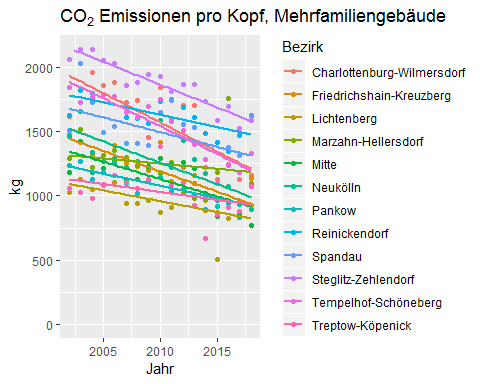 CO2 Emissionen pro Kopf, Mehrfamiliengebäude
kg
2000
1500
1000
500
0
2005
2010
2015
Jahr
Bezirk
Charlottenburg-Wilmersdorf
Friedrichshain-Kreuzberg
Lichtenberg
Marzahn-Hellersdorf
Mitte
Neukölln
Pankow
Reinickendorf
Spandau
Steglitz-Zehlendorf
Tempelhof-Schöneberg
Treptow-Köpenick